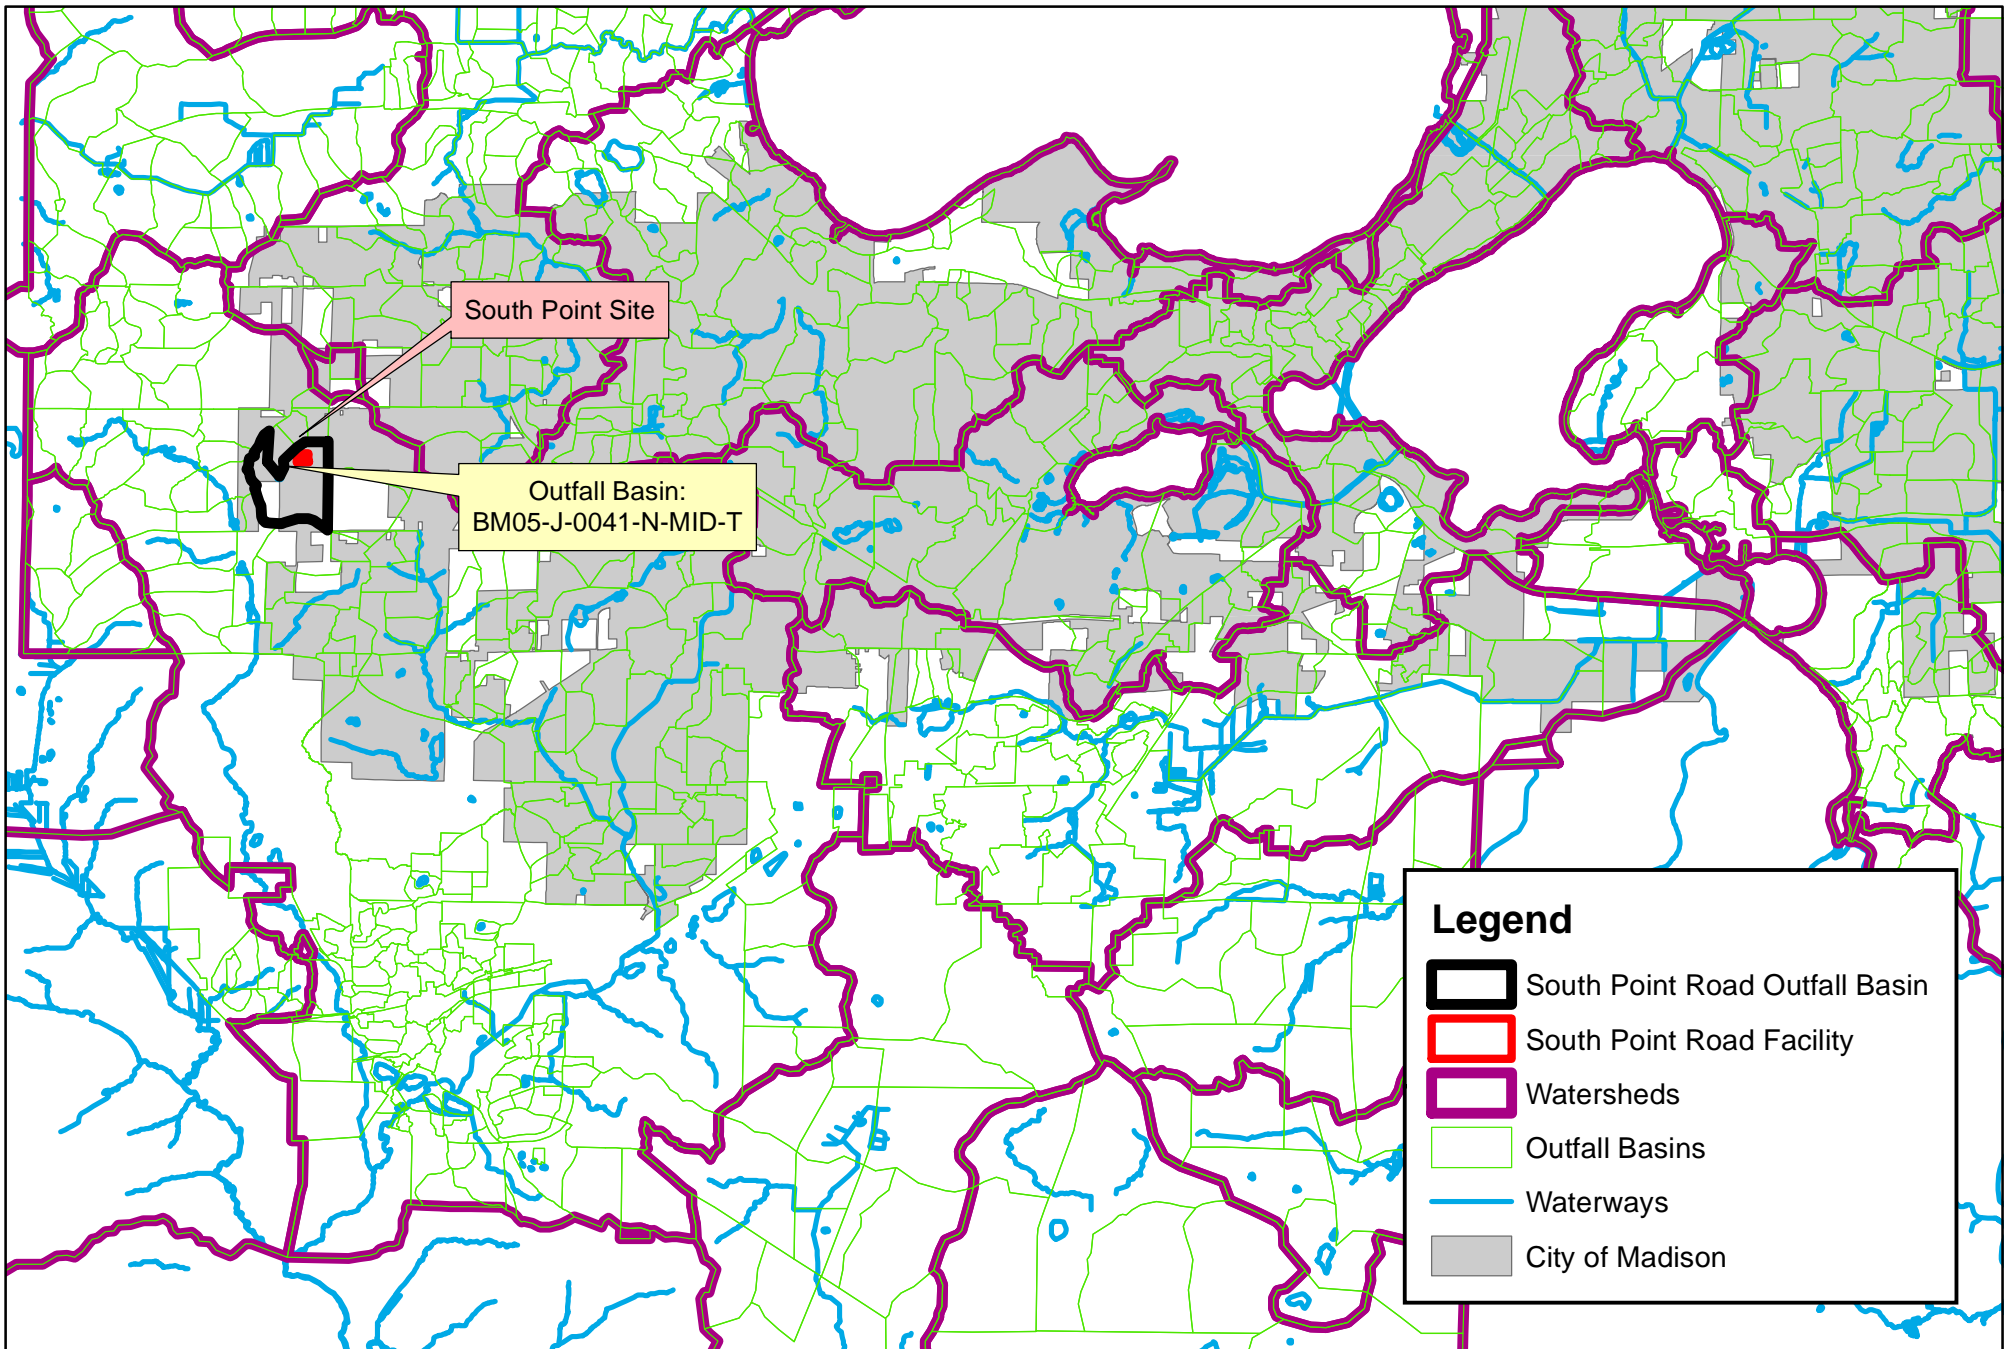 South Point Site
Outfall Basin:
BM05-J-0041-N-MID-T
Legend
South Point Road Outfall Basin
South Point Road Facility
Watersheds
Outfall Basins
Waterways
City of Madison